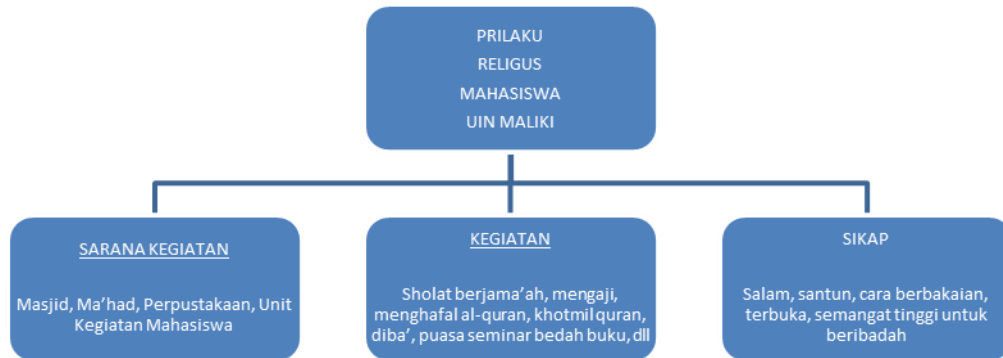 PRILAKU
RELIGUS
MAHASISWA
UIN MALIKI
SARANA KEGIATAN
Masjid, Ma’had, Perpustakaan, Unit
Kegiatan Mahasiswa
KEGIATAN
Sholat berjama’ah, mengaji,
menghafal al-quran, khotmil quran,
diba’, puasa seminar bedah buku, dll
SIKAP
Salam, santun, cara berbakaian,
terbuka, semangat tinggi untuk
beribadah